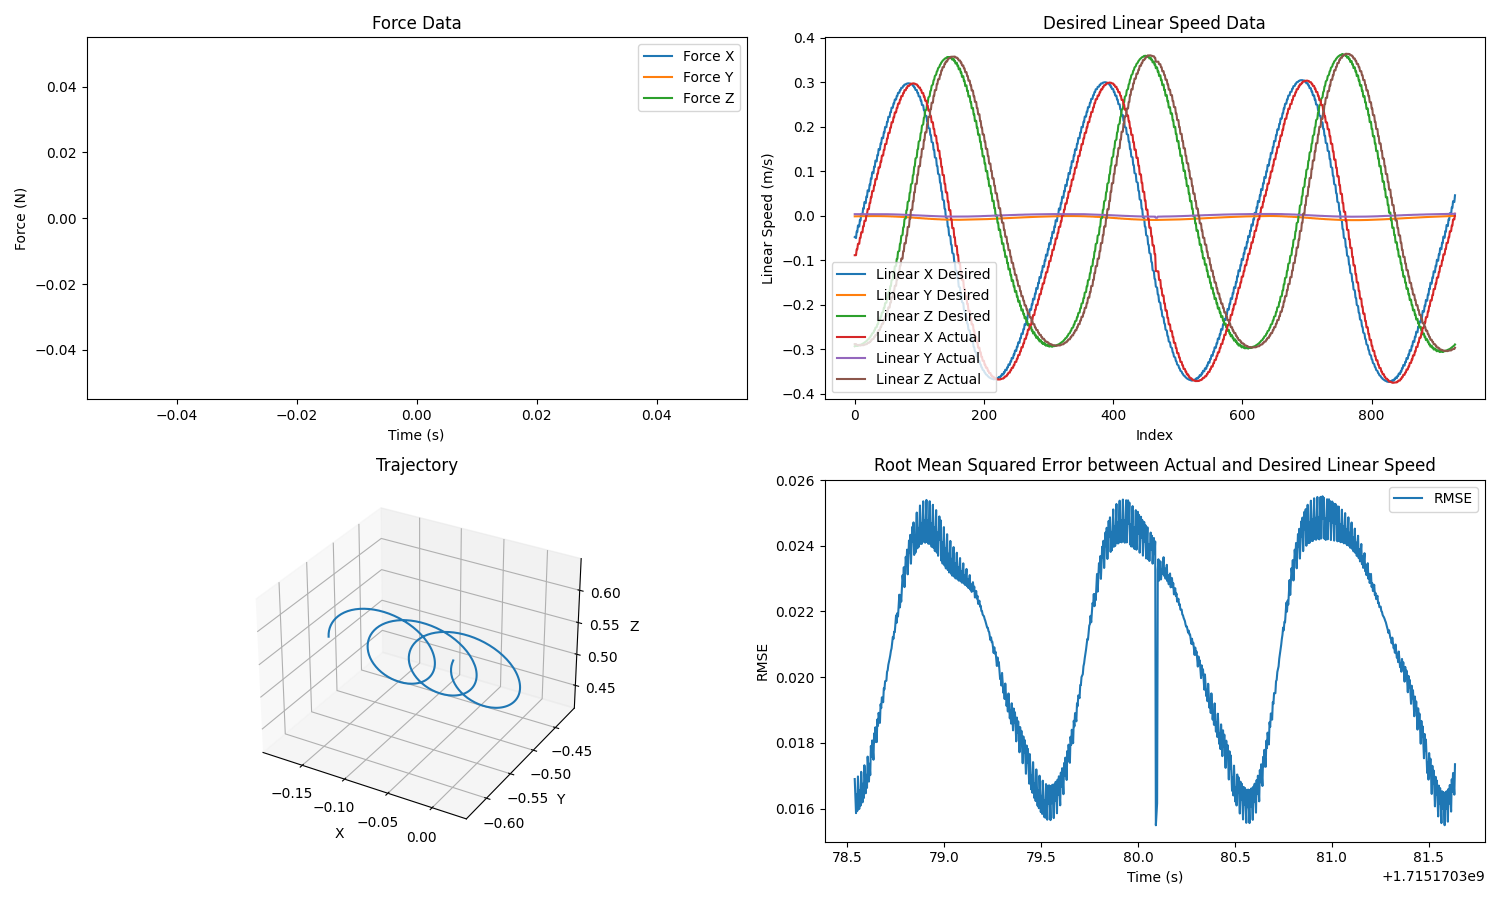 Force Data
Force (N)
0.04
0.02
0.00
−0.02
−0.04
−0.04
−0.02
0.00
0.02
0.04
Time (s)
Force X
Force Y
Force Z
Desired Linear Speed Data
Linear Speed (m/s)
0.4
0.3
0.2
0.1
0.0
−0.1
−0.2
−0.3
−0.4
0
200
400
600
800
Index
Linear X Desired
Linear Y Desired
Linear Z Desired
Linear X Actual
Linear Y Actual
Linear Z Actual
Trajectory
0.60
0.55
0.50
0.45
Z
−0.45
−0.50
−0.55
−0.60
Y
−0.15
−0.10
−0.05
0.00
X
Root Mean Squared Error between Actual and Desired Linear Speed
RMSE
0.026
0.024
0.022
0.020
0.018
0.016
78.5
79.0
79.5
80.0
80.5
81.0
81.5
Time (s)
+1.7151703e9
RMSE